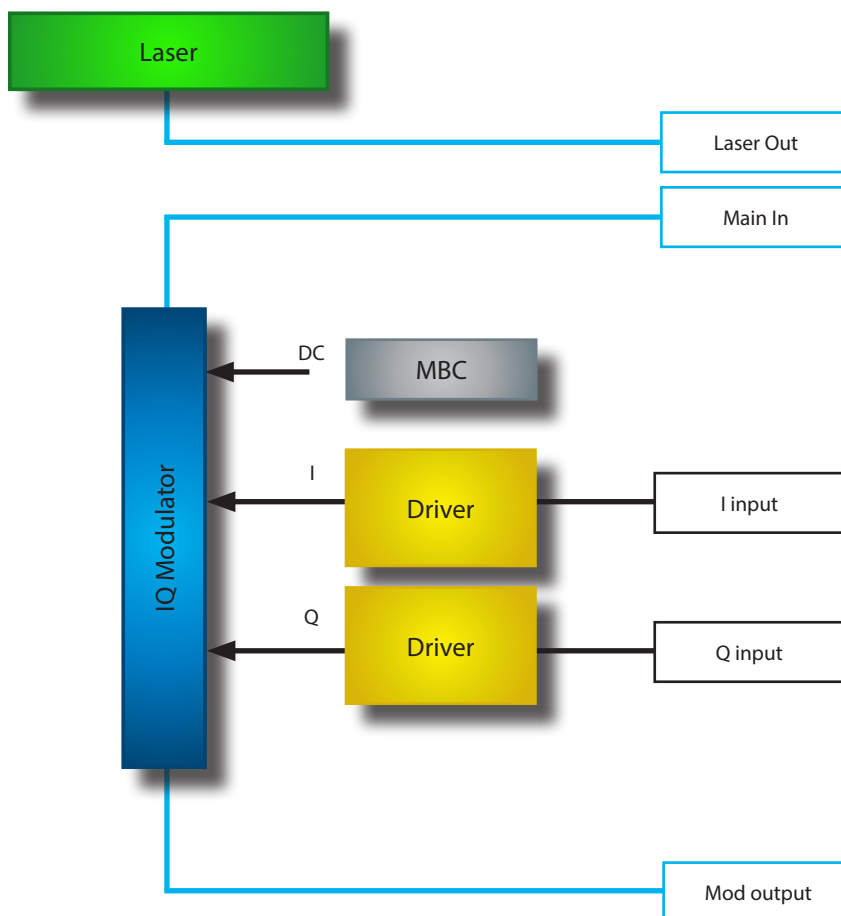 Laser
Laser Out
Main In
DC
MBC
I
Driver
I input
IQ Modulator
Q
Driver
Q input
Mod output